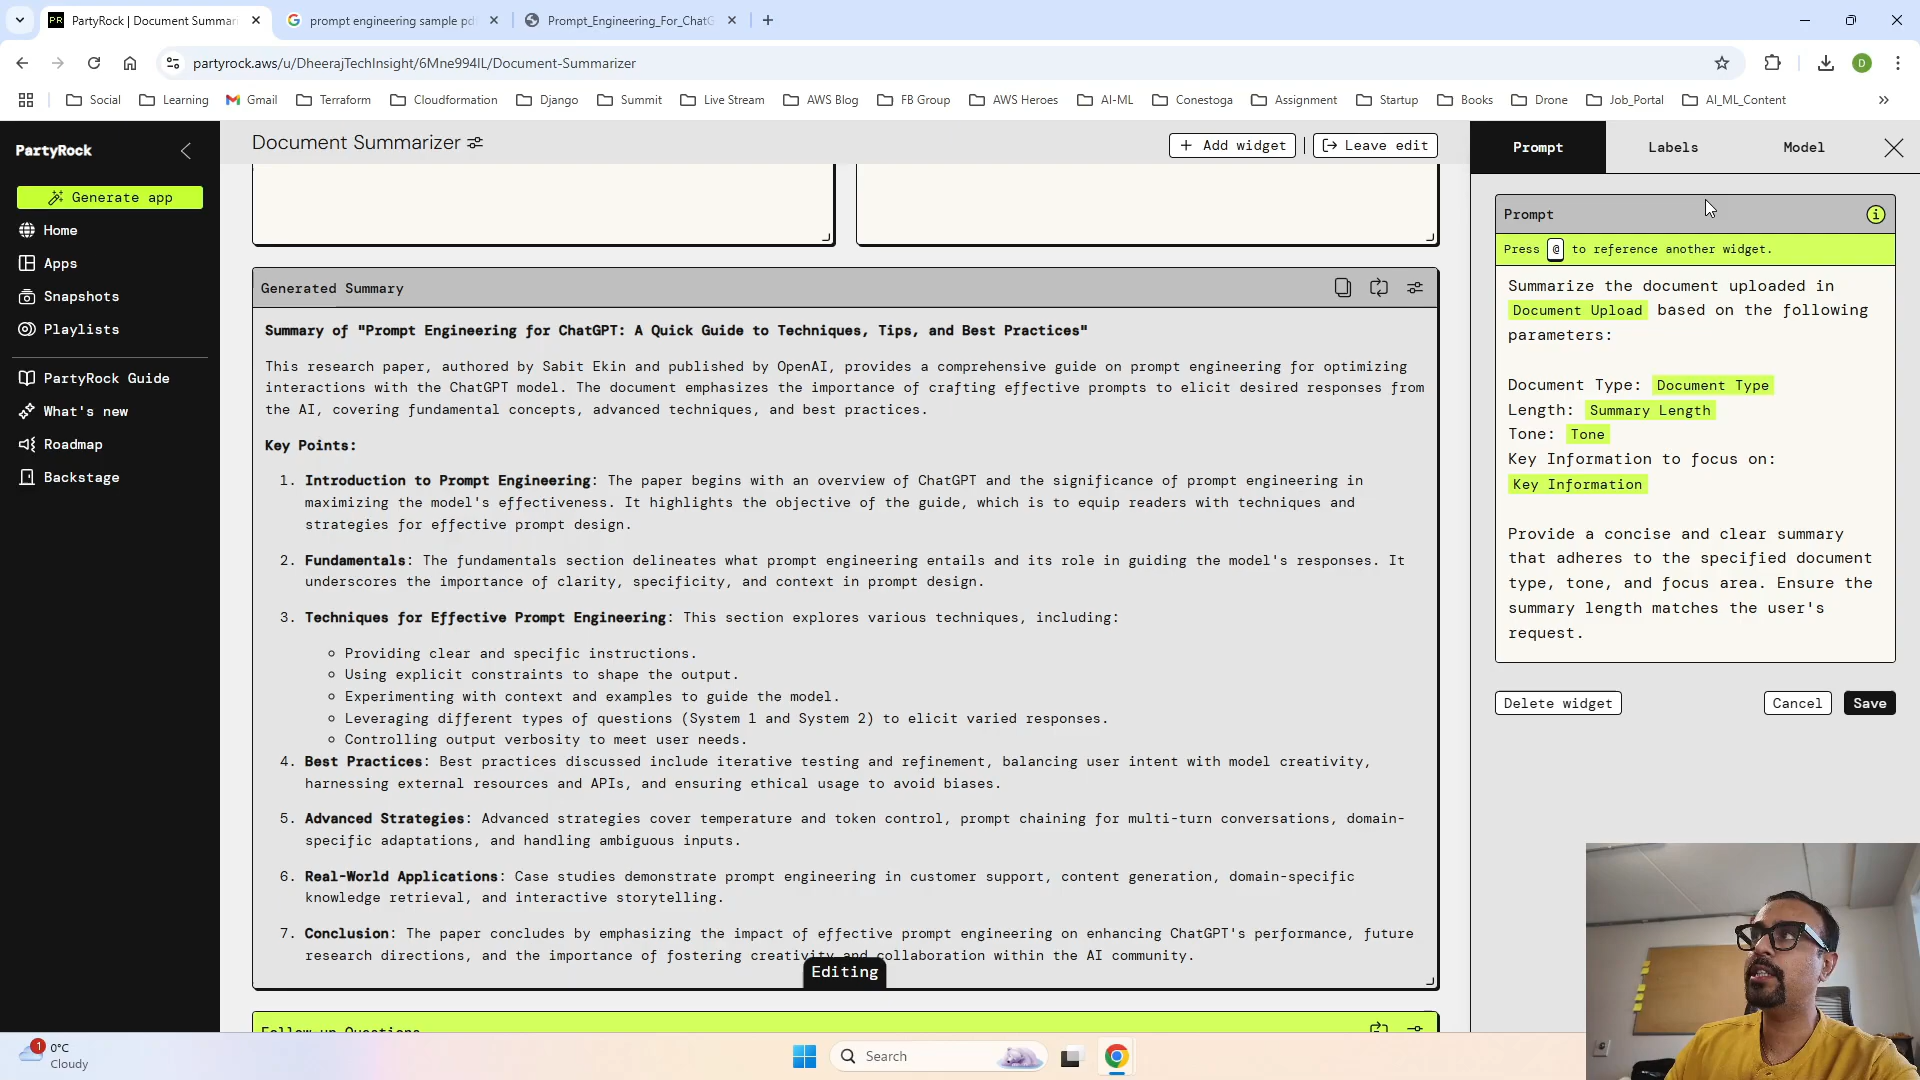 PartyRock | Document Summari
prompt engineering sample pd
Prompt_Engineering_For_ChatG
partyrock.aws/u/DheerajTechInsight/6Mne994IL/Document-Summarizer
D
Social
Learning
Gmail
Terraform
Cloudformation
Django
Summit
Live Stream
AWS Blog
FB Group
AWS Heroes
AI-ML
Conestoga
Assignment
Startup
Books
Drone
Job_Portal
AI_ML_Content
PartyRock
Generate app
Home
Apps
Snapshots
Playlists
PartyRock Guide
What's new
Roadmap
Backstage
Document Summarizer
+ Add widget
Leave edit
Generated Summary
Summary of "Prompt Engineering for ChatGPT: A Quick Guide to Techniques, Tips, and Best Practices"
This research paper, authored by Sabit Ekin and published by OpenAI, provides a comprehensive guide on prompt engineering for optimizing
interactions with the ChatGPT model. The document emphasizes the importance of crafting effective prompts to elicit desired responses from
the AI, covering fundamental concepts, advanced techniques, and best practices.
Key Points:
1. Introduction to Prompt Engineering: The paper begins with an overview of ChatGPT and the significance of prompt engineering in
maximizing the model's effectiveness. It highlights the objective of the guide, which is to equip readers with techniques and
strategies for effective prompt design.
2. Fundamentals: The fundamentals section delineates what prompt engineering entails and its role in guiding the model's responses. It
underscores the importance of clarity, specificity, and context in prompt design.
3. Techniques for Effective Prompt Engineering: This section explores various techniques, including:
Providing clear and specific instructions.
Using explicit constraints to shape the output.
Experimenting with context and examples to guide the model.
Leveraging different types of questions (System 1 and System 2) to elicit varied responses.
Controlling output verbosity to meet user needs.
4. Best Practices: Best practices discussed include iterative testing and refinement, balancing user intent with model creativity,
harnessing external resources and APIs, and ensuring ethical usage to avoid biases.
5. Advanced Strategies: Advanced strategies cover temperature and token control, prompt chaining for multi-turn conversations, domain-
specific adaptations, and handling ambiguous inputs.
6. Real-World Applications: Case studies demonstrate prompt engineering in customer support, content generation, domain-specific
knowledge retrieval, and interactive storytelling.
7. Conclusion: The paper concludes by emphasizing the impact of effective prompt engineering on enhancing ChatGPT's performance, future
research directions, and the importance of fostering creativity and collaboration within the AI community.
Editing
Follow-up Questions
Prompt
Labels
Model
Prompt
Press @ to reference another widget.
Summarize the document uploaded in
Document Upload based on the following
parameters:
Document Type: Document Type
Length: Summary Length
Tone: Tone
Key Information to focus on:
Key Information
Provide a concise and clear summary
that adheres to the specified document
type, tone, and focus area. Ensure the
summary length matches the user's
request.
Delete widget
Cancel
Save
1
0°C
Cloudy
Search